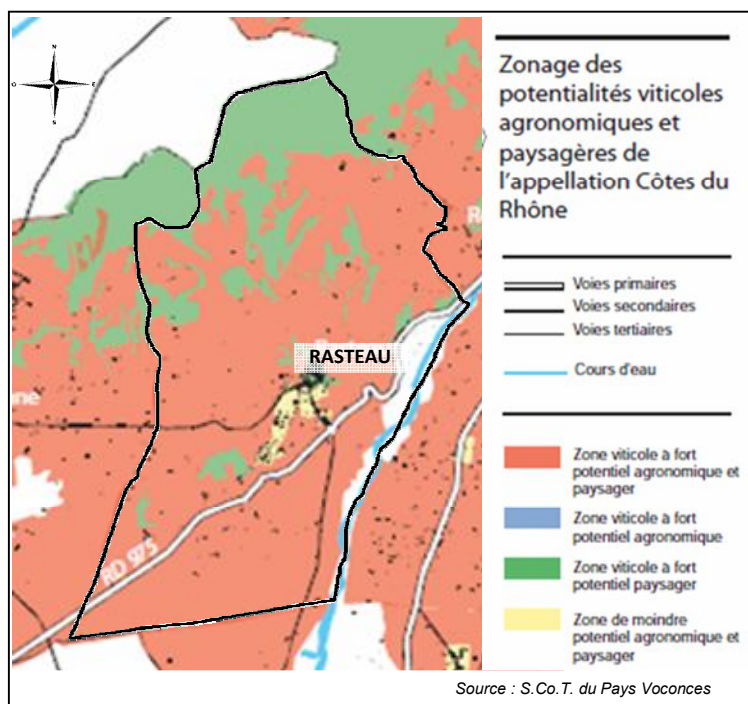 Zonage des
potentialités viticoles
agronomiques et
paysagères de
l'appellation Côtes du
Rhône
Voies primaires
Voies secondaires
Voies tertiaires
Cours d'eau
Zone viticole à fort
potentiel agronomique et
paysager
Zone viticole à fort
potentiel agronomique
Zone viticole à fort
potentiel paysager
Zone de moindre
potentiel agronomique et
paysager
Source : S.Co.T. du Pays Voconces
N
O
E
S
RASTEAU
RD 975